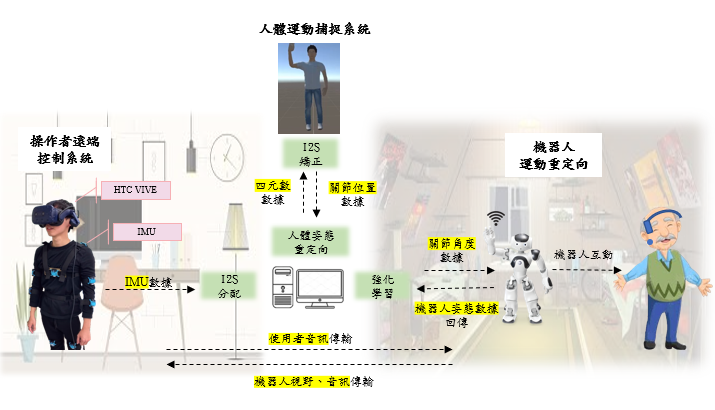 人體運動捕捉系統
操作者遠端
控制系統
HTC VIVE
IMU
I2S
矯正
四元數
數據
關節位置
數據
人體姿態
重定向
IMU數據
I2S
分配
強化
學習
機器人
運動重定向
關節角度
數據
機器人姿態數據
回傳
機器人互動
使用者音訊傳輸
機器人視野、音訊傳輸